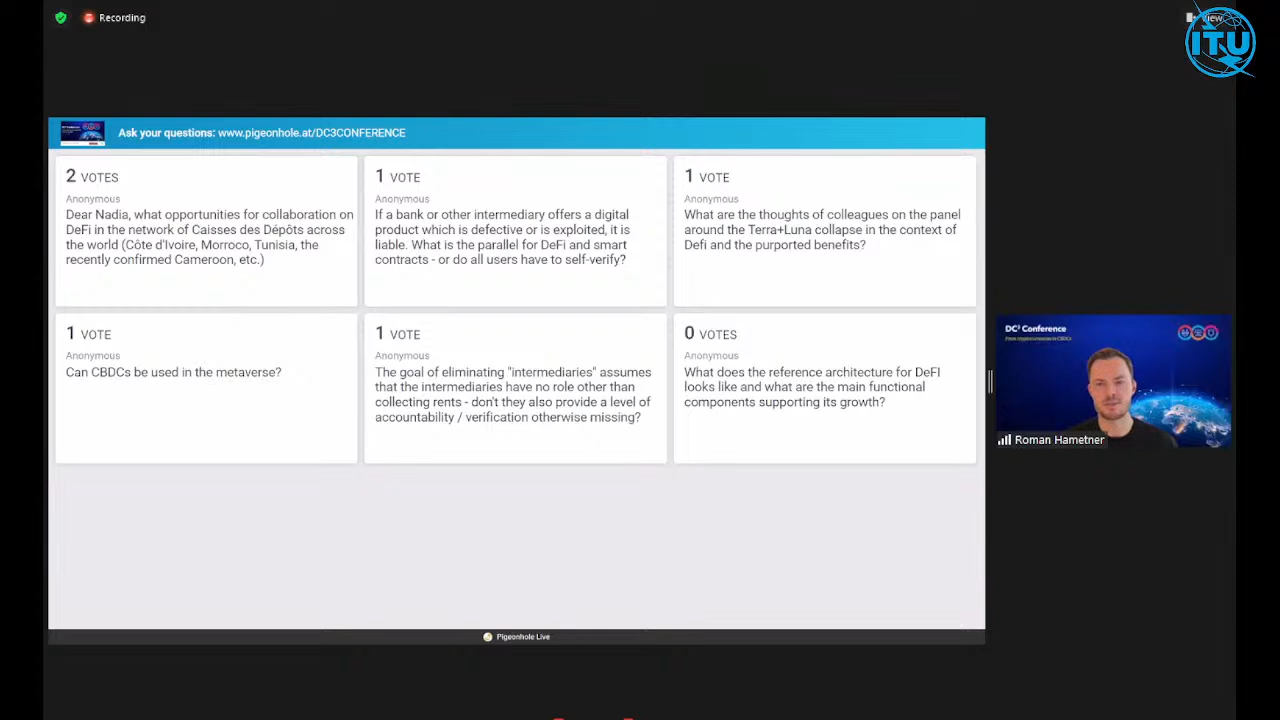 Recording
View
ITU
Ask your questions: www.pigeonhole.at/DC3CONFERENCE
2 VOTES
Anonymous
Dear Nadia, what opportunities for collaboration on
DeFi in the network of Caisses des Dépôts across
the world (Côte d'Ivoire, Morroco, Tunisia, the
recently confirmed Cameroon, etc.)
1 VOTE
Anonymous
If a bank or other intermediary offers a digital
product which is defective or is exploited, it is
liable. What is the parallel for DeFi and smart
contracts - or do all users have to self-verify?
1 VOTE
Anonymous
What are the thoughts of colleagues on the panel
around the Terra+Luna collapse in the context of
Defi and the purported benefits?
1 VOTE
Anonymous
Can CBDCs be used in the metaverse?
1 VOTE
Anonymous
The goal of eliminating "intermediaries" assumes
that the intermediaries have no role other than
collecting rents - don't they also provide a level of
accountability / verification otherwise missing?
0 VOTES
Anonymous
What does the reference architecture for DeFI
looks like and what are the main functional
components supporting its growth?
DC³ Conference
From cryptocurrencies to CBDCs
Roman Hametner
Pigeonhole Live